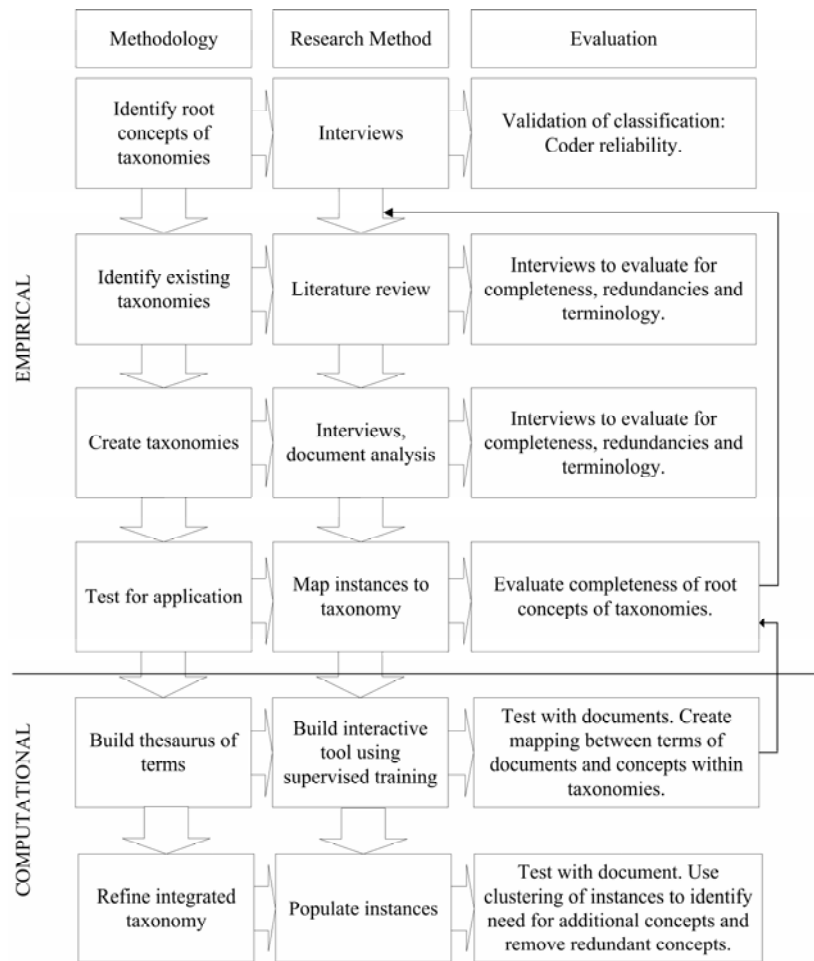 Methodology
Research Method
Evaluation
Identify root
concepts of
taxonomies
Interviews
Validation of classification:
Coder reliability.
EMPIRICAL
Identify existing
taxonomies
Literature review
Interviews to evaluate for
completeness, redundancies and
terminology.
Create taxonomies
Interviews,
document analysis
Interviews to evaluate for
completeness, redundancies and
terminology.
Test for application
Map instances to
taxonomy
Evaluate completeness of root
concepts of taxonomies.
COMPUTATIONAL
Build thesaurus of
terms
Build interactive
tool using
supervised training
Test with documents. Create
mapping between terms of
documents and concepts within
taxonomies.
Refine integrated
taxonomy
Populate instances
Test with document. Use
clustering of instances to identify
need for additional concepts and
remove redundant concepts.